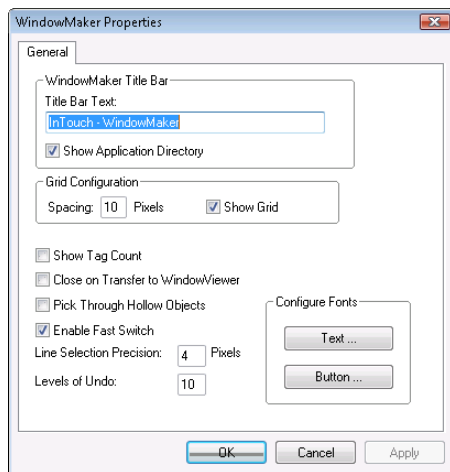 WindowMaker Properties
General
WindowMaker Title Bar
Title Bar Text:
InTouch - WindowMaker
Show Application Directory
Grid Configuration
Spacing: 10 Pixels Show Grid
Show Tag Count
Close on Transfer to WindowViewer
Pick Through Hollow Objects
Enable Fast Switch
Line Selection Precision: 4 Pixels
Levels of Undo: 10
Configure Fonts
Text ...
Button ...
OK Cancel Apply